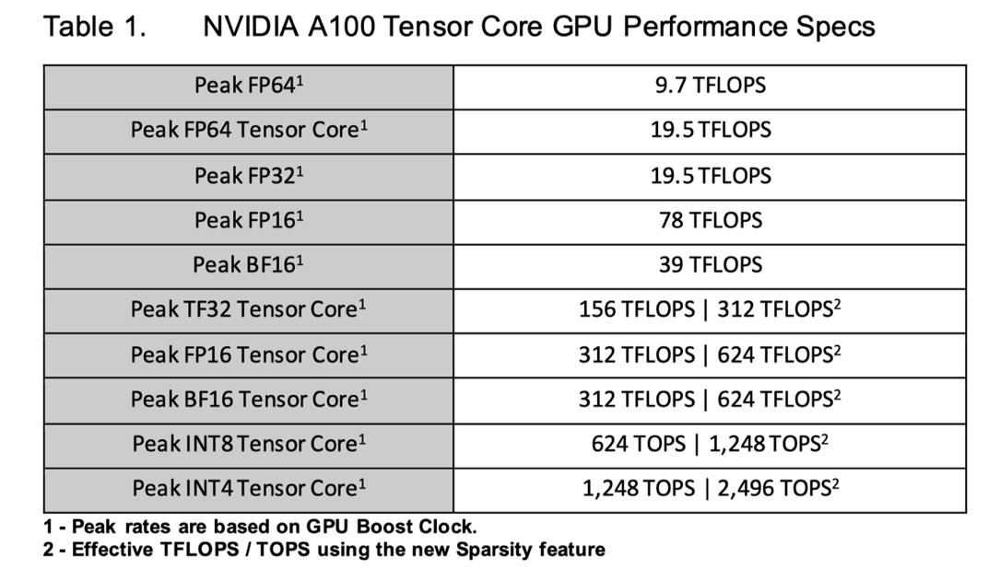 Table 1. NVIDIA A100 Tensor Core GPU Performance Specs
Peak FP64¹ 9.7 TFLOPS
Peak FP64 Tensor Core¹ 19.5 TFLOPS
Peak FP32¹ 19.5 TFLOPS
Peak FP16¹ 78 TFLOPS
Peak BF16¹ 39 TFLOPS
Peak TF32 Tensor Core¹ 156 TFLOPS | 312 TFLOPS²
Peak FP16 Tensor Core¹ 312 TFLOPS | 624 TFLOPS²
Peak BF16 Tensor Core¹ 312 TFLOPS | 624 TFLOPS²
Peak INT8 Tensor Core¹ 624 TOPS | 1,248 TOPS²
Peak INT4 Tensor Core¹ 1,248 TOPS | 2,496 TOPS²
1 - Peak rates are based on GPU Boost Clock.
2 - Effective TFLOPS / TOPS using the new Sparsity feature